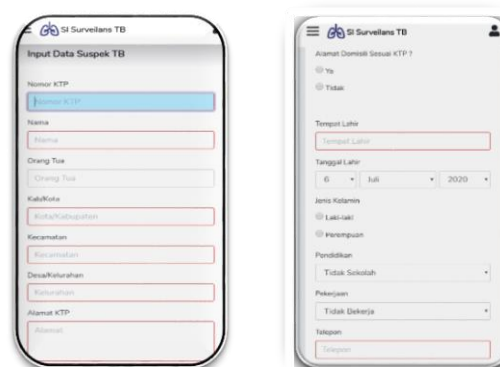 SI Surveilans TB
Input Data Suspek TB
Nomor KTP
Nomor KTP
Nama
Nama
Orang Tua
Orang Tua
Kab/Kota
Kota/Kabupaten
Kecamatan
Kecamatan
Desa/Kelurahan
Kelurahan
Alamat KTP
Alamat
SI Surveilans TB
Alamat Domisili Sesuai KTP ?
Ya
Tidak
Tempat Lahir
Tempat Lahir
Tanggal Lahir
6 Juli 2020
Jenis Kelamin
Laki-laki
Perempuan
Pendidikan
Tidak Sekolah
Pekerjaan
Tidak Bekerja
Telepon
Telepon